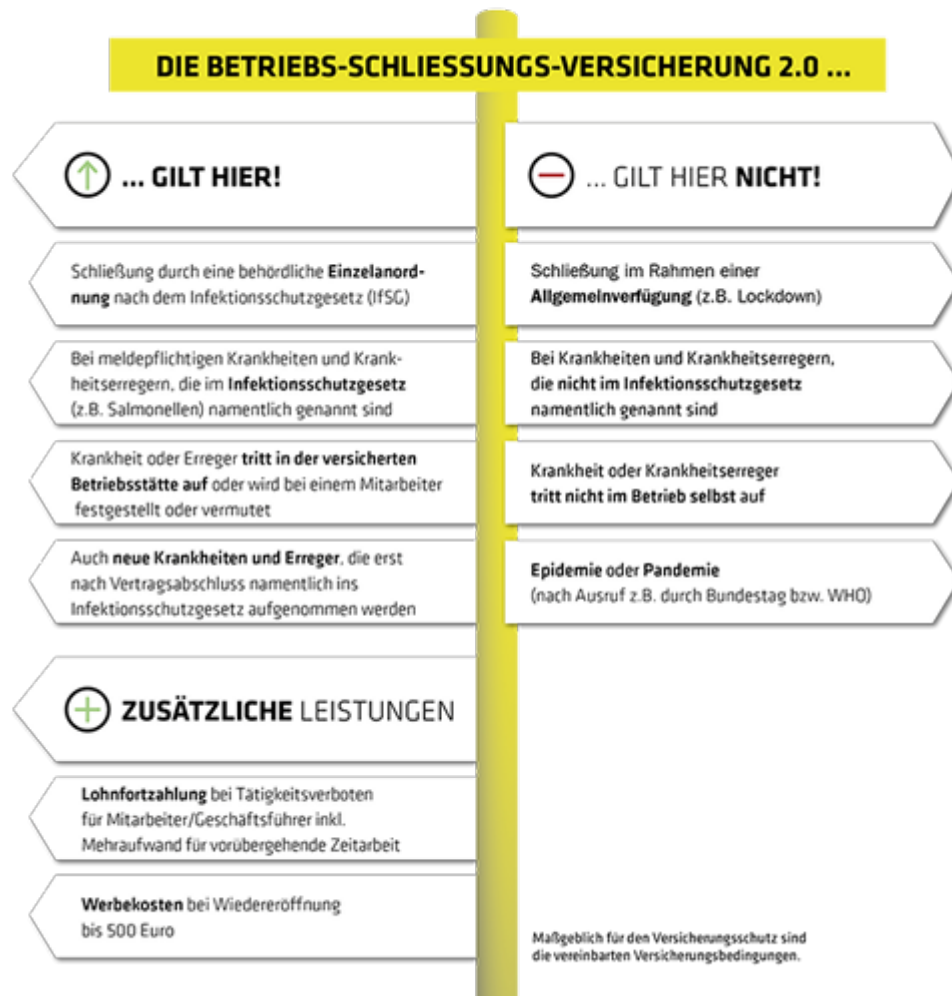 DIE BETRIEBS-SCHLIESSUNGS-VERSICHERUNG 2.0 ...
... GILT HIER!
Schließung durch eine behördliche Einzelanord-
nung nach dem Infektionsschutzgesetz (IfSG)
Bei meldepflichtigen Krankheiten und Krank-
heitserregern, die im Infektionsschutzgesetz
(z.B. Salmonellen) namentlich genannt sind
Krankheit oder Erreger tritt in der versicherten
Betriebsstätte auf oder wird bei einem Mitarbeiter
festgestellt oder vermutet
Auch neue Krankheiten und Erreger, die erst
nach Vertragsabschluss namentlich ins
Infektionsschutzgesetz aufgenommen werden
ZUSÄTZLICHE LEISTUNGEN
Lohnfortzahlung bei Tätigkeitsverboten
für Mitarbeiter/Geschäftsführer inkl.
Mehraufwand für vorübergehende Zeitarbeit
Werbekosten bei Wiedereröffnung
bis 500 Euro
... GILT HIER NICHT!
Schließung im Rahmen einer
Allgemeinverfügung (z.B. Lockdown)
Bei Krankheiten und Krankheitserregern,
die nicht im Infektionsschutzgesetz
namentlich genannt sind
Krankheit oder Krankheitserreger
tritt nicht im Betrieb selbst auf
Epidemie oder Pandemie
(nach Ausruf z.B. durch Bundestag bzw. WHO)
Maßgeblich für den Versicherungsschutz sind
die vereinbarten Versicherungsbedingungen.